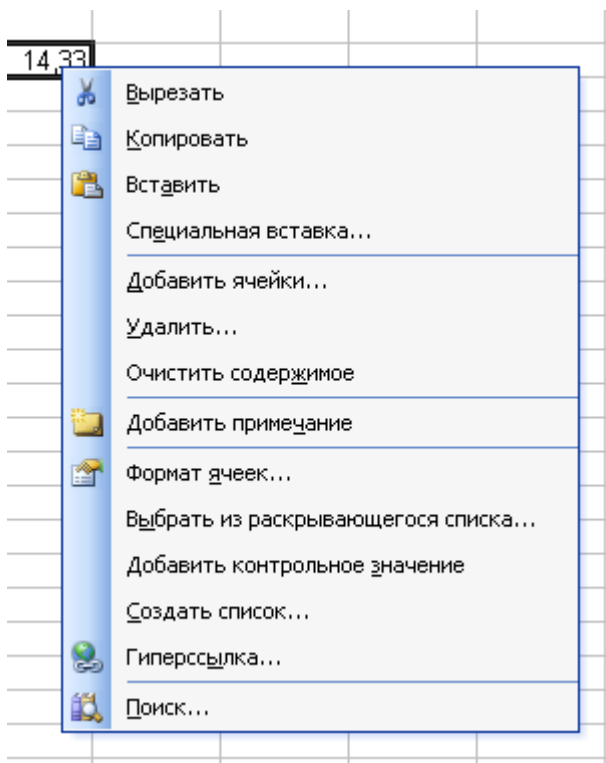 14,33
Вырезать
Копировать
Вставить
Специальная вставка...
Добавить ячейки...
Удалить...
Очистить содержимое
Добавить примечание
Формат ячеек...
Выбрать из раскрывающегося списка...
Добавить контрольное значение
Создать список...
Гиперссылка...
Поиск...